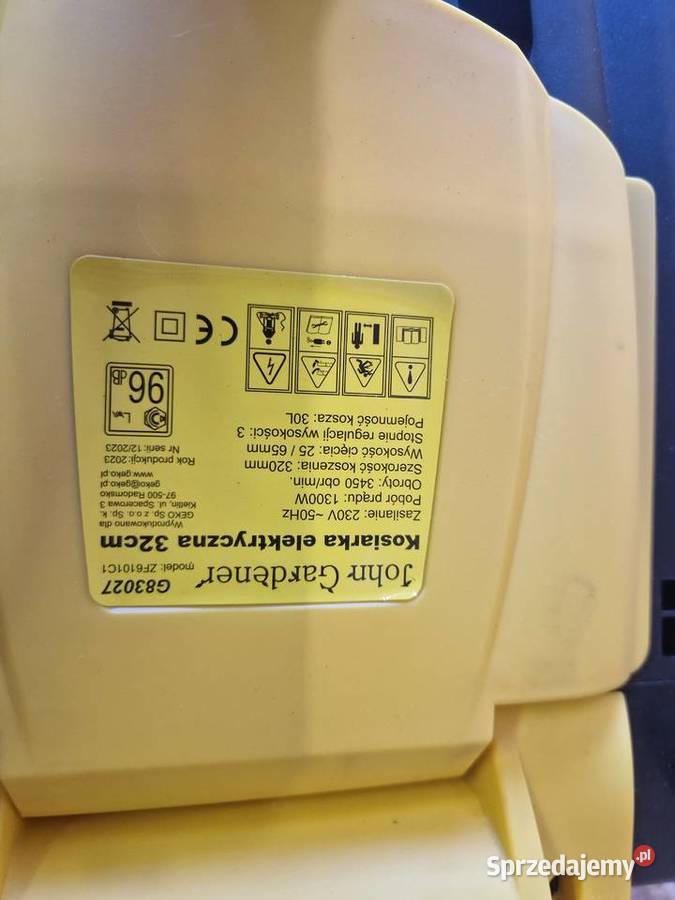 John Gardener
G83027
model: ZF6101C1
Kosiarka elektryczna 32cm
Zasilanie: 230V ~50Hz
Pobór prądu: 1300W
Obroty: 3450 obr/min.
Szerokość koszenia: 320mm
Wysokość cięcia: 25 / 65mm
Stopnie regulacji wysokości: 3
Pojemność kosza: 30L
Wyprodukowano dla
GEKO Sp. z o.o. Sp. k.
Kietlin, ul. Spacerowa 3
97-500 Radomsko
geko@geko.pl
www.geko.pl
Rok produkcji: 2023
Nr serii: 12/2023
LWA
96 dB
CE
Sprzedajemy.pl